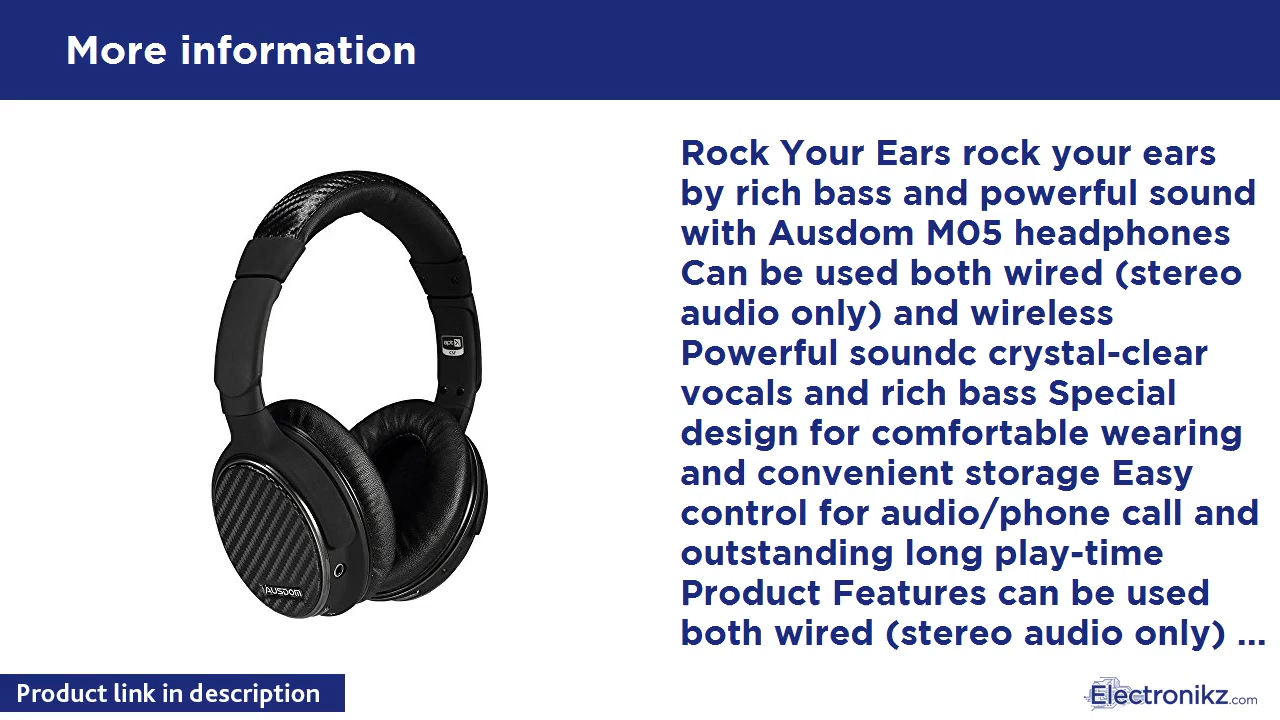 More information
Rock Your Ears rock your ears
by rich bass and powerful sound
with Ausdom M05 headphones
Can be used both wired (stereo
audio only) and wireless
Powerful soundc crystal-clear
vocals and rich bass Special
design for comfortable wearing
and convenient storage Easy
control for audio/phone call and
outstanding long play-time
Product Features can be used
both wired (stereo audio only) ...
aptX
CSR
AUSDOM
Product link in description
Electronikz.com